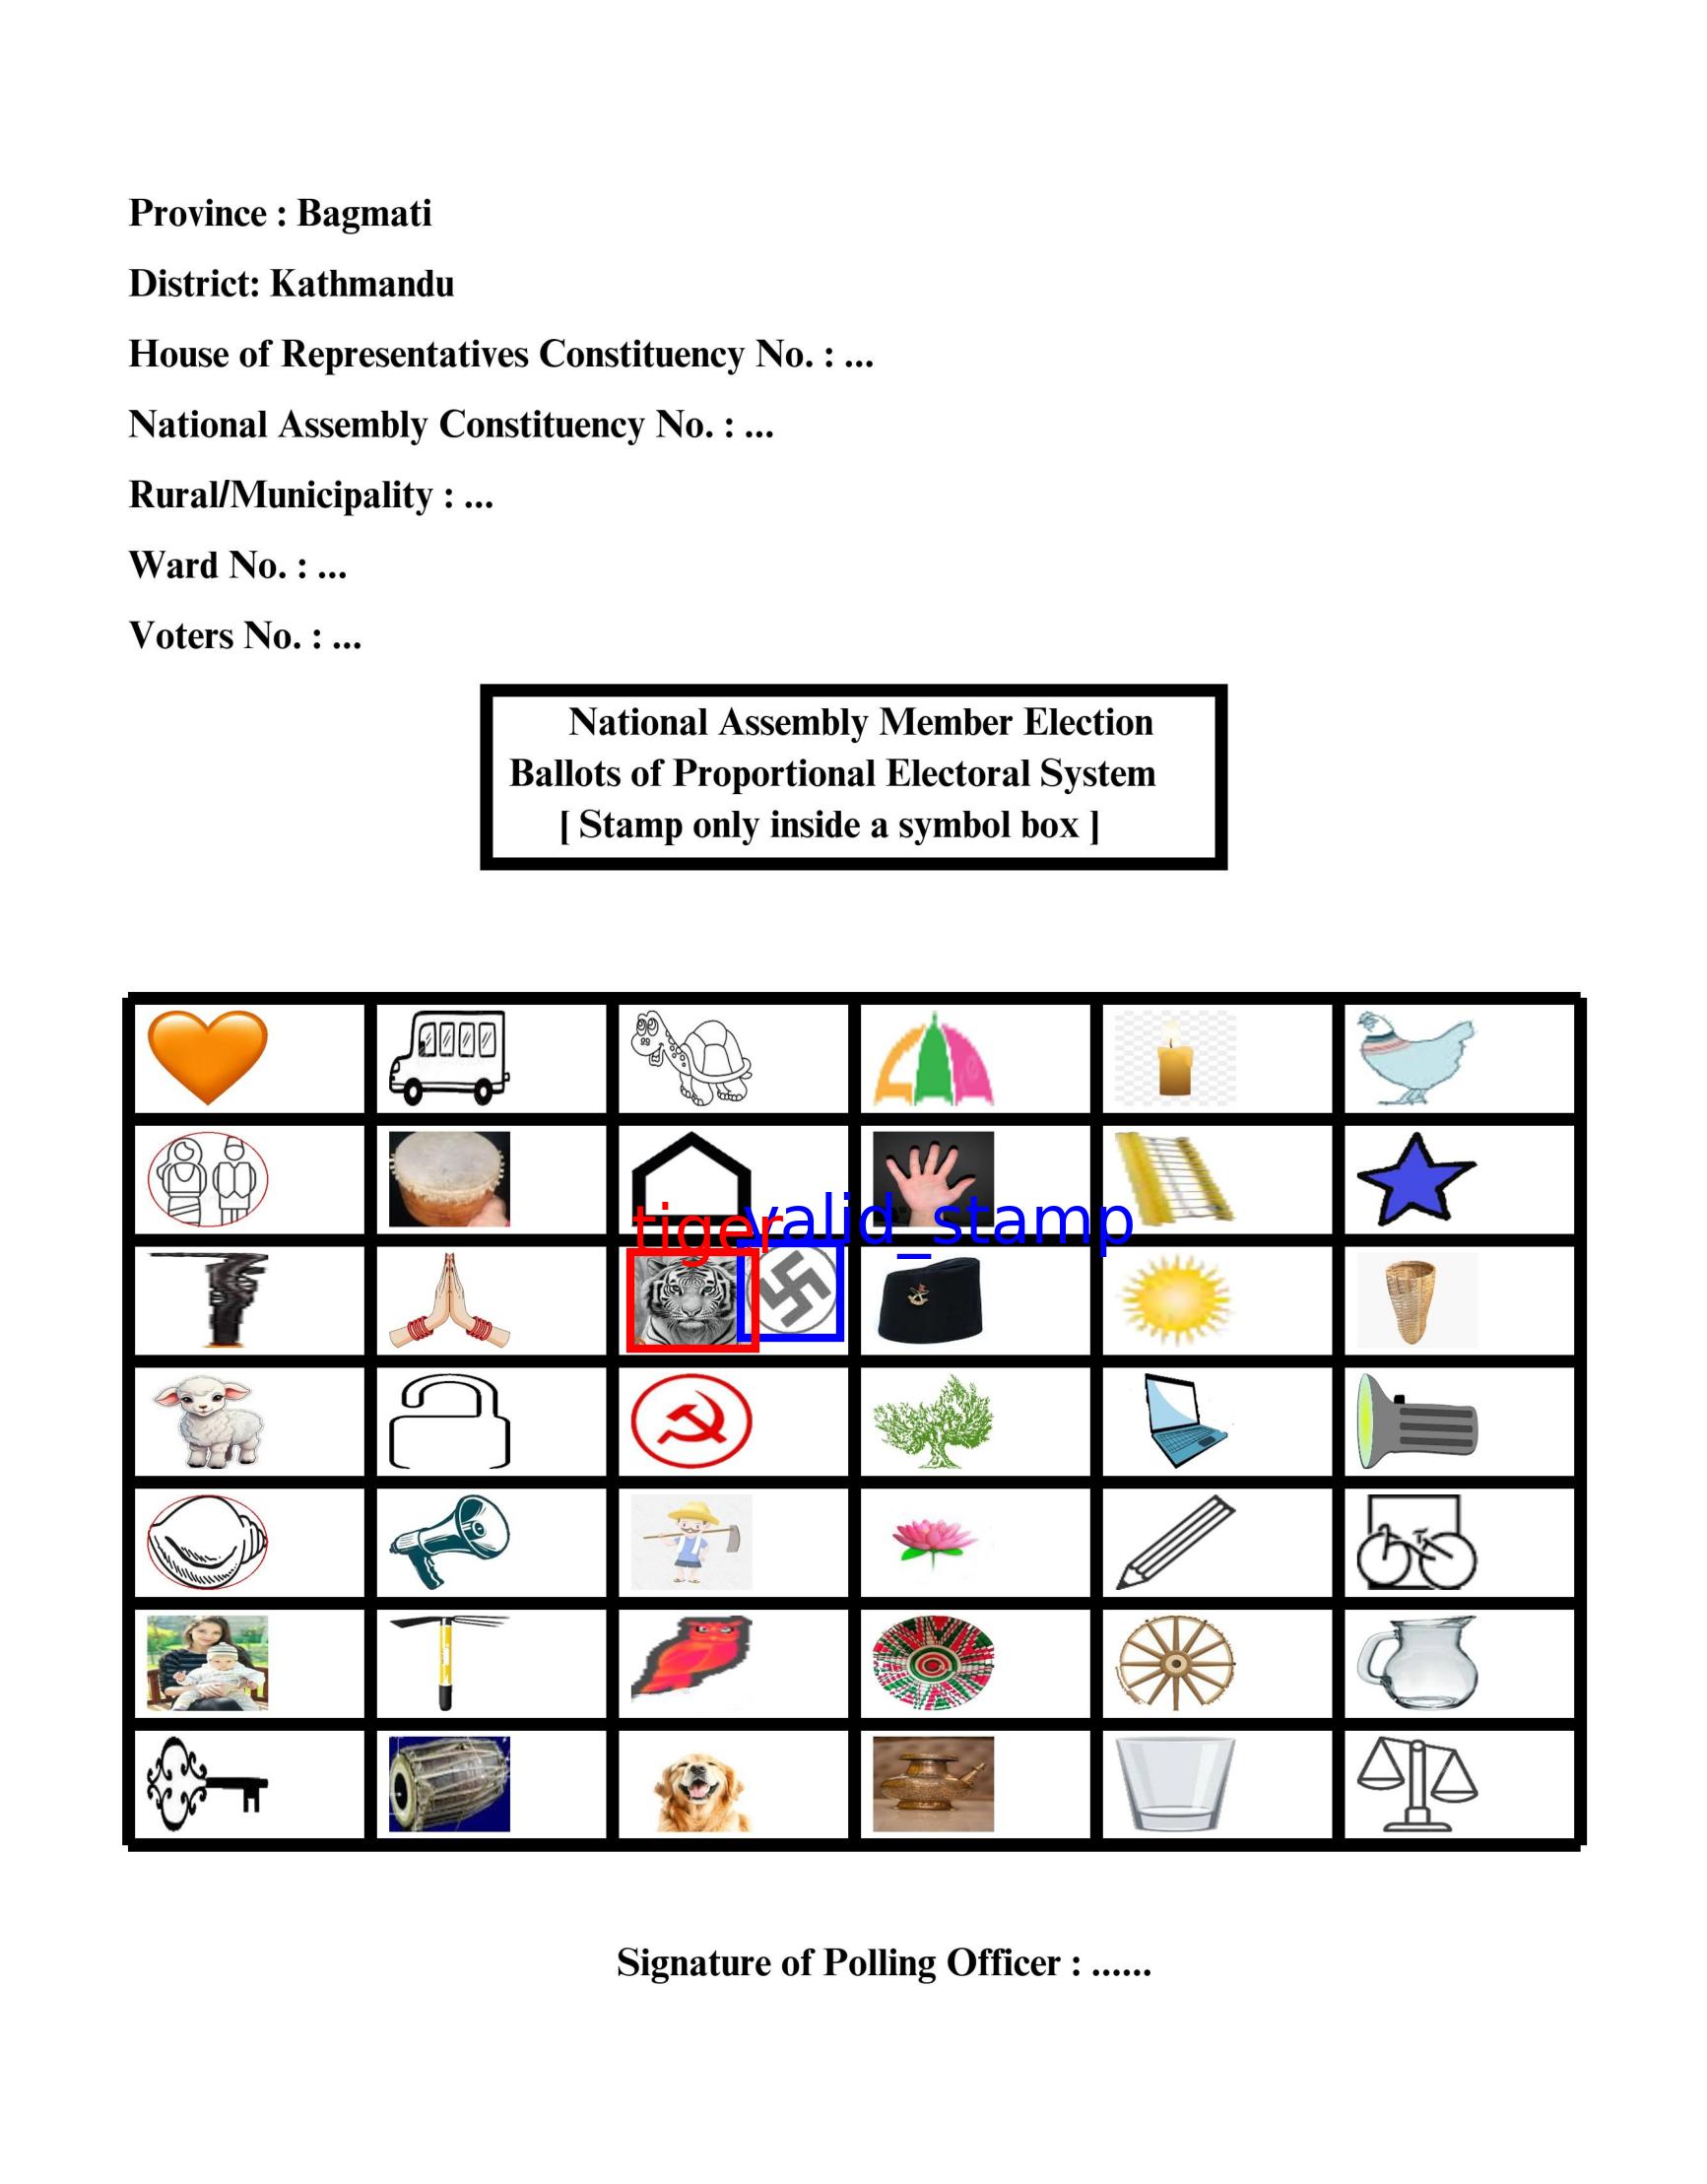 Province : Bagmati
District: Kathmandu
House of Representatives Constituency No. : ...
National Assembly Constituency No. : ...
Rural/Municipality : ...
Ward No. : ...
Voters No. : ...
National Assembly Member Election
Ballots of Proportional Electoral System
[ Stamp only inside a symbol box ]
tiger valid_stamp
Signature of Polling Officer : ......